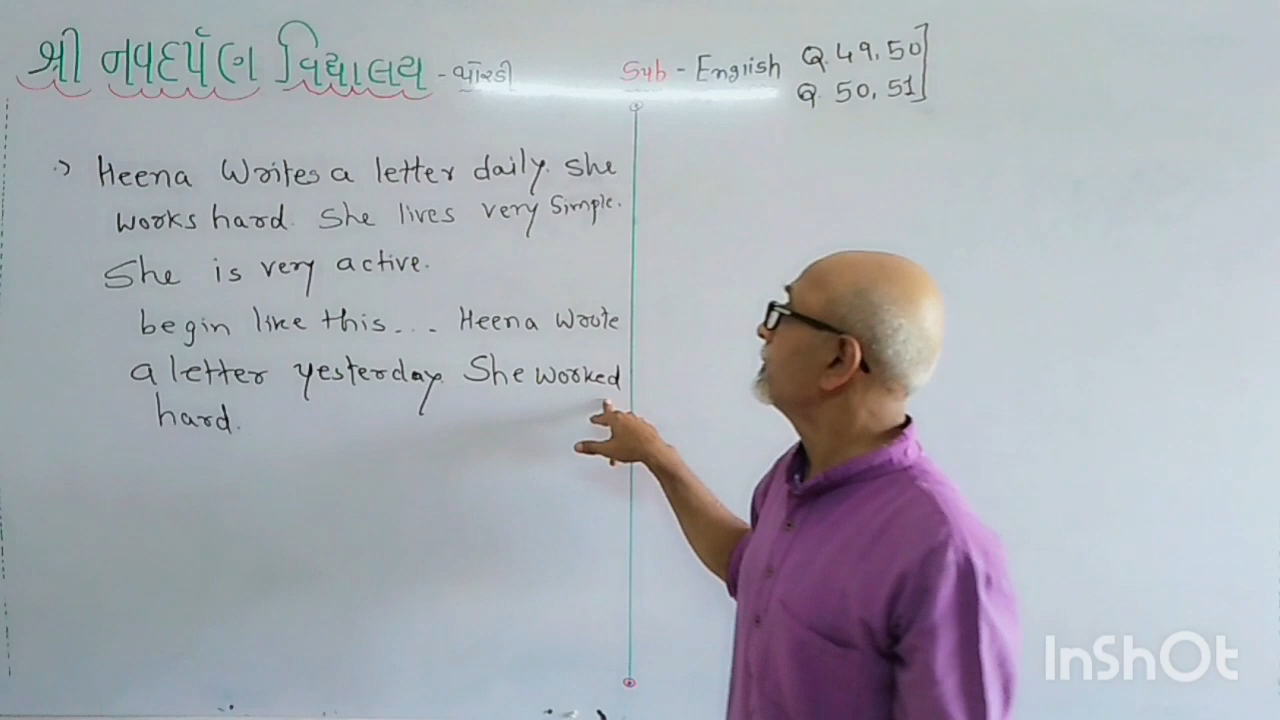 શ્રી નવદર્પણ વિદ્યાલય - બોરડી
Sub - English
Q. 49, 50
Q. 50, 51
Heena Writes a letter daily. She
works hard. She lives very Simple.
She is very active.
begin like this... Heena Wrote
a letter yesterday. She worked
hard.
InShOt